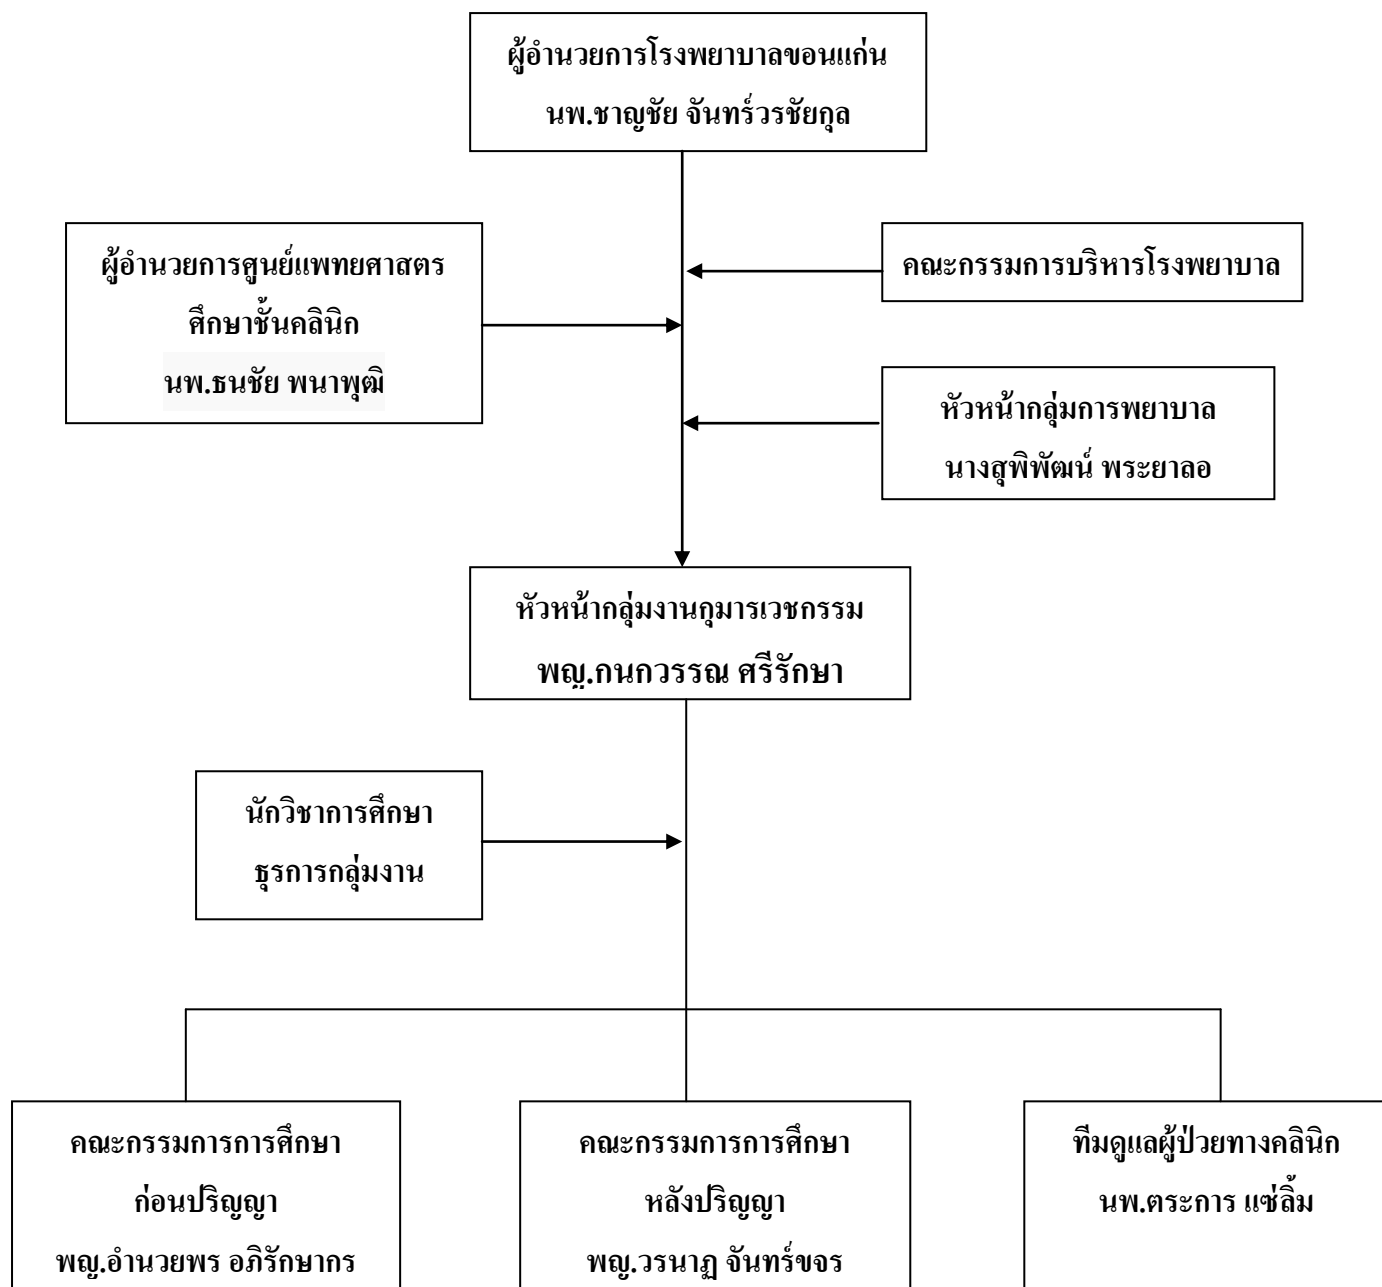 ผู้อำนวยการโรงพยาบาลขอนแก่น
นพ.ชาญชัย จันทร์วรชัยกุล
ผู้อำนวยการศูนย์แพทยศาสตร
ศึกษาชั้นคลินิก
นพ.ธนชัย พนาพุฒิ
คณะกรรมการบริหารโรงพยาบาล
หัวหน้ากลุ่มการพยาบาล
นางสุพิพัฒน์ พระยาลอ
หัวหน้ากลุ่มงานกุมารเวชกรรม
พญ.กนกวรรณ ศรีรักษา
นักวิชาการศึกษา
ธุรการกลุ่มงาน
คณะกรรมการการศึกษา
ก่อนปริญญา
พญ.อำนวยพร อภิรักษากร
คณะกรรมการการศึกษา
หลังปริญญา
พญ.วรนาฏ จันทร์ขจร
ทีมดูแลผู้ป่วยทางคลินิก
นพ.ตระการ แซ่ลิ้ม